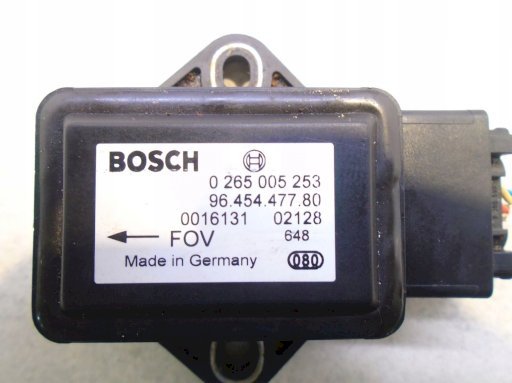 BOSCH
0 265 005 253
96.454.477.80
0016131 02128
← FOV 648
Made in Germany 080